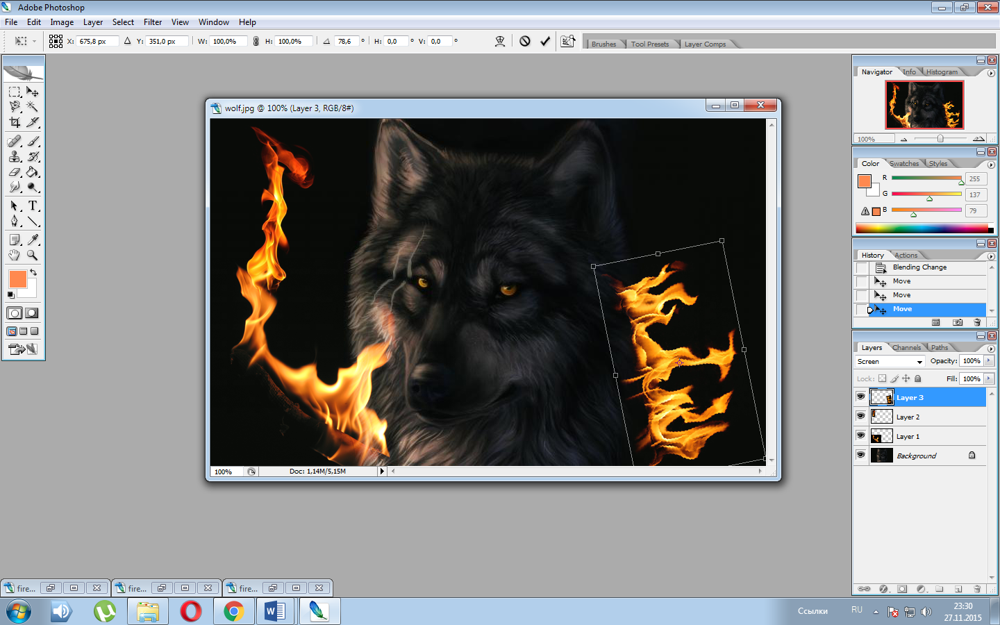 Adobe Photoshop
File Edit Image Layer Select Filter View Window Help
X: 675,8 px Y: 351,0 px W: 100,0% H: 100,0% 78,6 ° H: 0,0 ° V: 0,0 ° Brushes Tool Presets Layer Comps
Navigator Info Histogram
100%
wolf.jpg @ 100% (Layer 3, RGB/8#)
Color Swatches Styles
R 255
G 137
B 79
History Actions
Blending Change
Move
Move
Move
Layers Channels Paths
Screen Opacity: 100%
Lock: Fill: 100%
Layer 3
Layer 2
Layer 1
Background
100% Doc: 1,14M/5,15M
fire... fire... fire...
Ссылки RU 23:30
27.11.2015